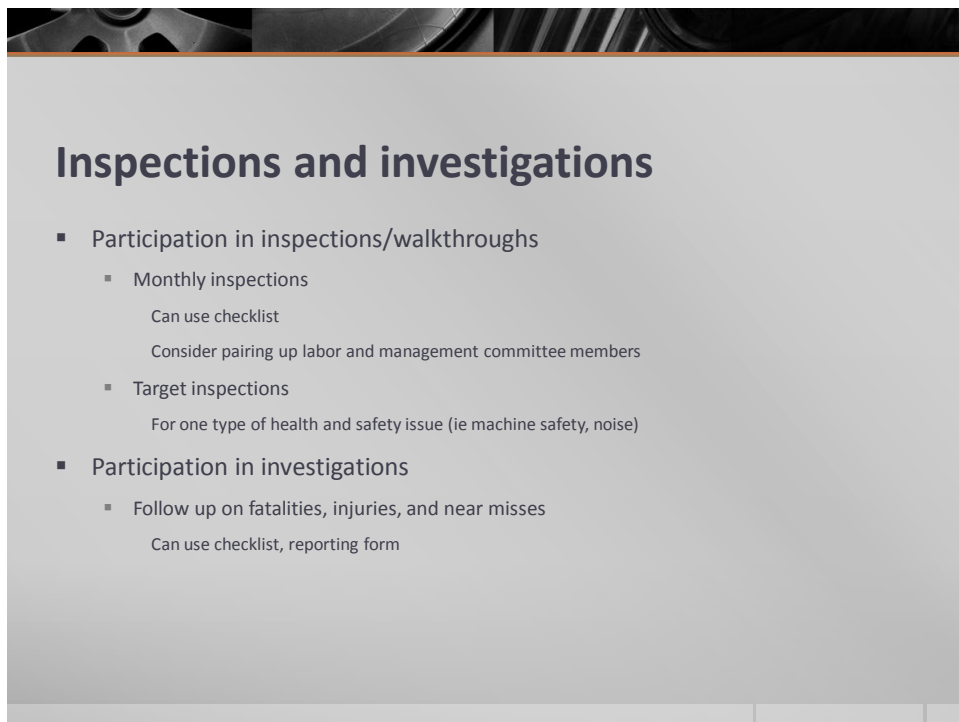 Inspections and investigations
▪ Participation in inspections/walkthroughs
▪ Monthly inspections
Can use checklist
Consider pairing up labor and management committee members
▪ Target inspections
For one type of health and safety issue (ie machine safety, noise)
▪ Participation in investigations
▪ Follow up on fatalities, injuries, and near misses
Can use checklist, reporting form